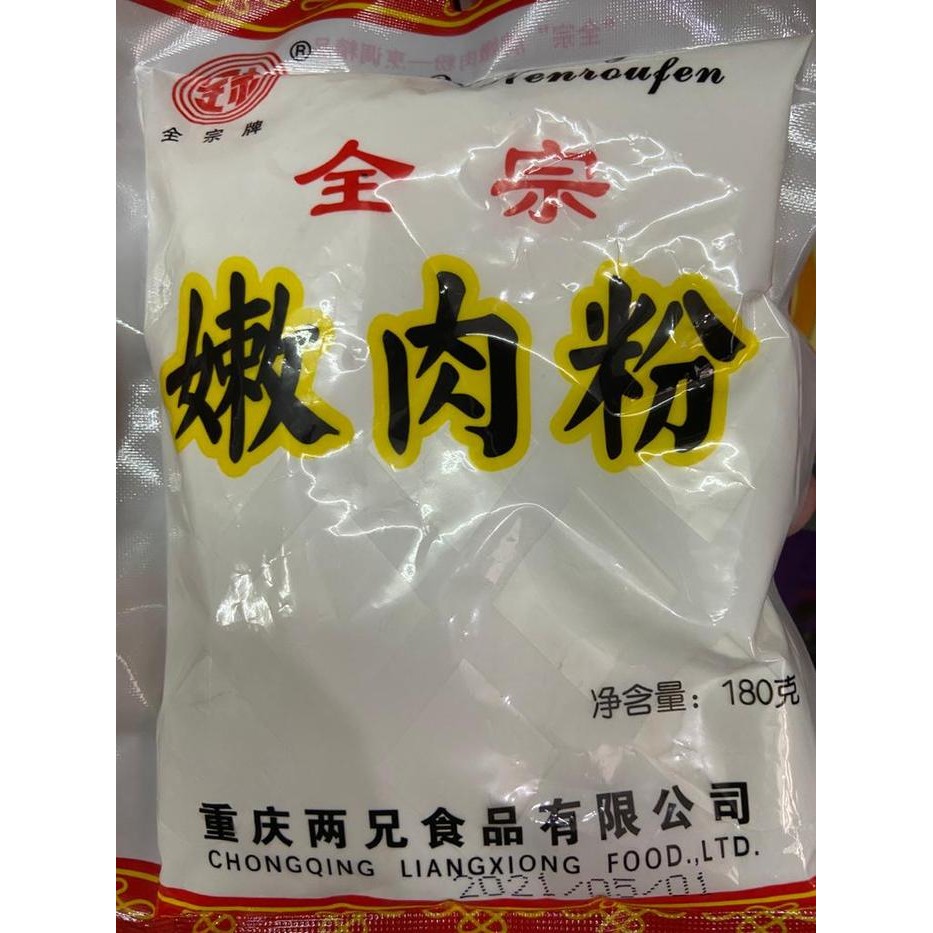 全宗牌
®
nenroufen
全宗
嫩肉粉
净含量：180克
重庆两兄食品有限公司
CHONGQING LIANGXIONG FOOD.,LTD.
2021/05/01